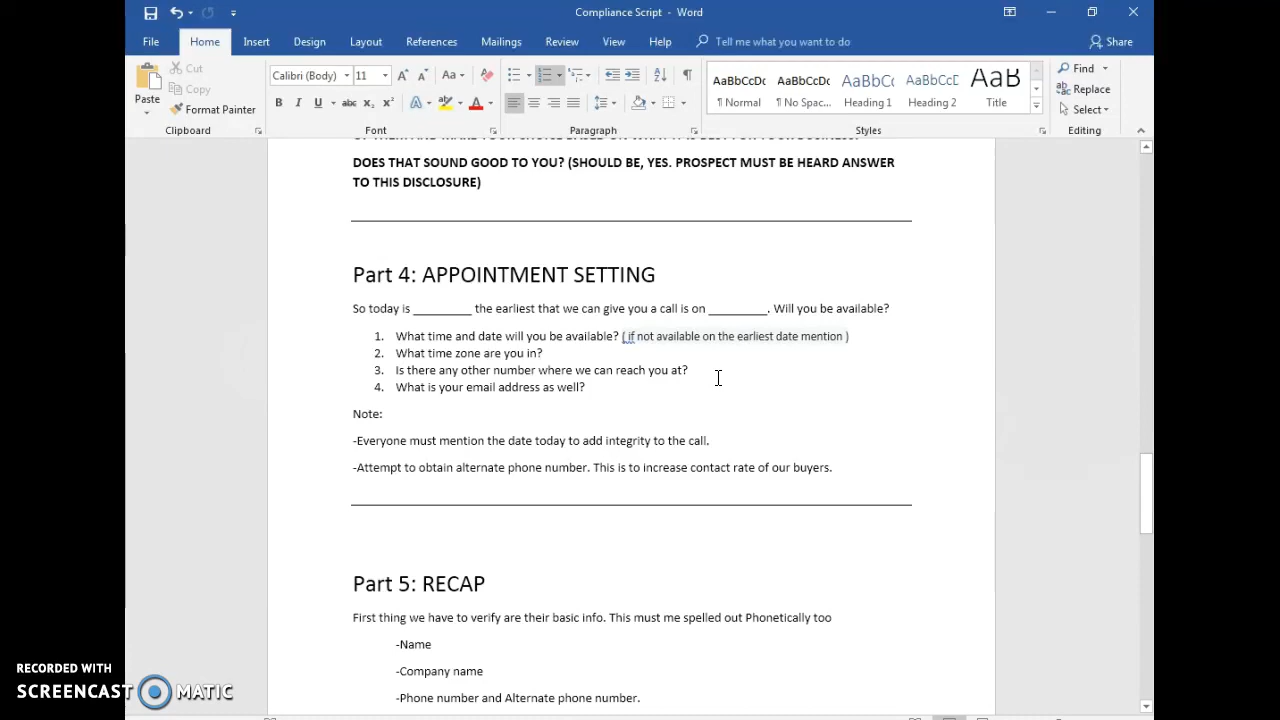 Compliance Script - Word
File Home Insert Design Layout References Mailings Review View Help Tell me what you want to do Share
Paste
Cut
Copy
Format Painter
Calibri (Body) 11
AaBbCcDc AaBbCcDc AaBbCc AaBbCcD AaB
¶ Normal ¶ No Spac... Heading 1 Heading 2 Title
Find
Replace
Select
Clipboard Font Paragraph Styles Editing
DOES THAT SOUND GOOD TO YOU? (SHOULD BE, YES. PROSPECT MUST BE HEARD ANSWER
TO THIS DISCLOSURE)
Part 4: APPOINTMENT SETTING
So today is __________ the earliest that we can give you a call is on __________. Will you be available?
1. What time and date will you be available? ( if not available on the earliest date mention )
2. What time zone are you in?
3. Is there any other number where we can reach you at?
4. What is your email address as well?
Note:
-Everyone must mention the date today to add integrity to the call.
-Attempt to obtain alternate phone number. This is to increase contact rate of our buyers.
Part 5: RECAP
First thing we have to verify are their basic info. This must me spelled out Phonetically too
-Name
-Company name
-Phone number and Alternate phone number.
RECORDED WITH
SCREENCAST MATIC